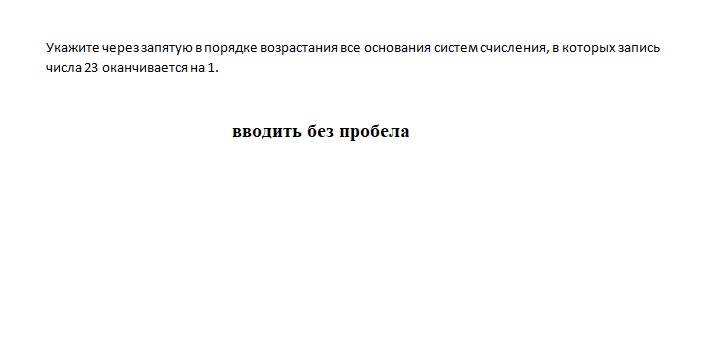 Укажите через запятую в порядке возрастания все основания систем счисления, в которых запись
числа 23 оканчивается на 1.
вводить без пробела